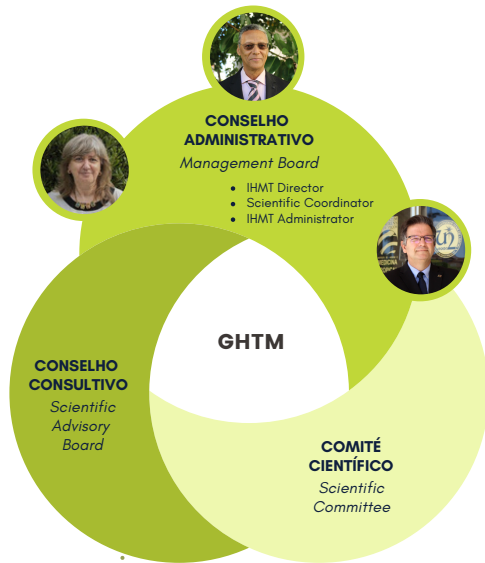 CONSELHO
ADMINISTRATIVO
Management Board
• IHMT Director
• Scientific Coordinator
• IHMT Administrator
GHTM
CONSELHO
CONSULTIVO
Scientific
Advisory
Board
COMITÉ
CIENTÍFICO
Scientific
Committee